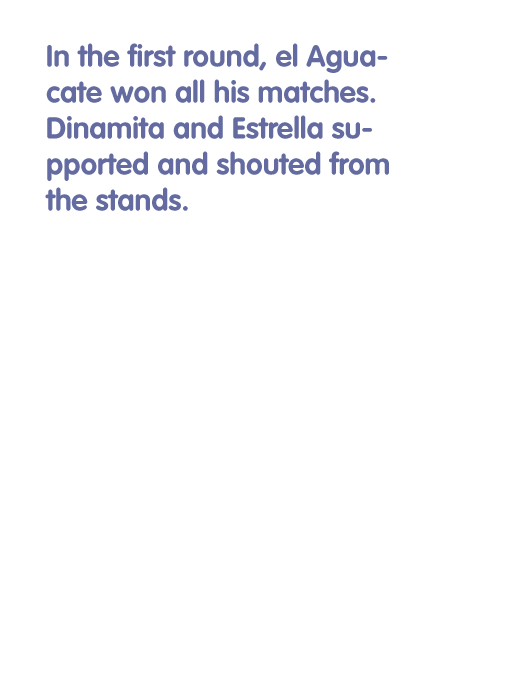 In the first round, el Agua-
cate won all his matches.
Dinamita and Estrella su-
pported and shouted from
the stands.